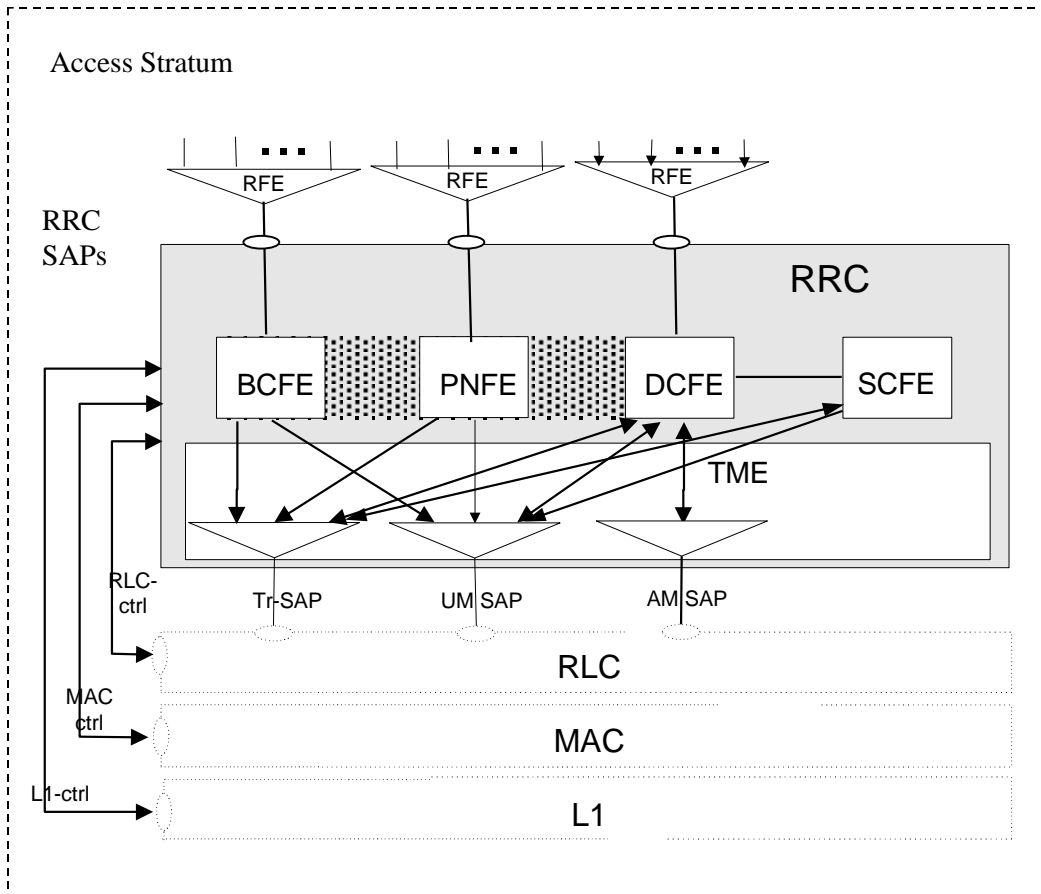 Access Stratum
RFE
RFE
RFE
RRC
SAPs
RRC
BCFE
PNFE
DCFE
SCFE
TME
RLC-
ctrl
Tr-SAP
UM SAP
AM SAP
RLC
MAC
ctrl
MAC
L1-ctrl
L1